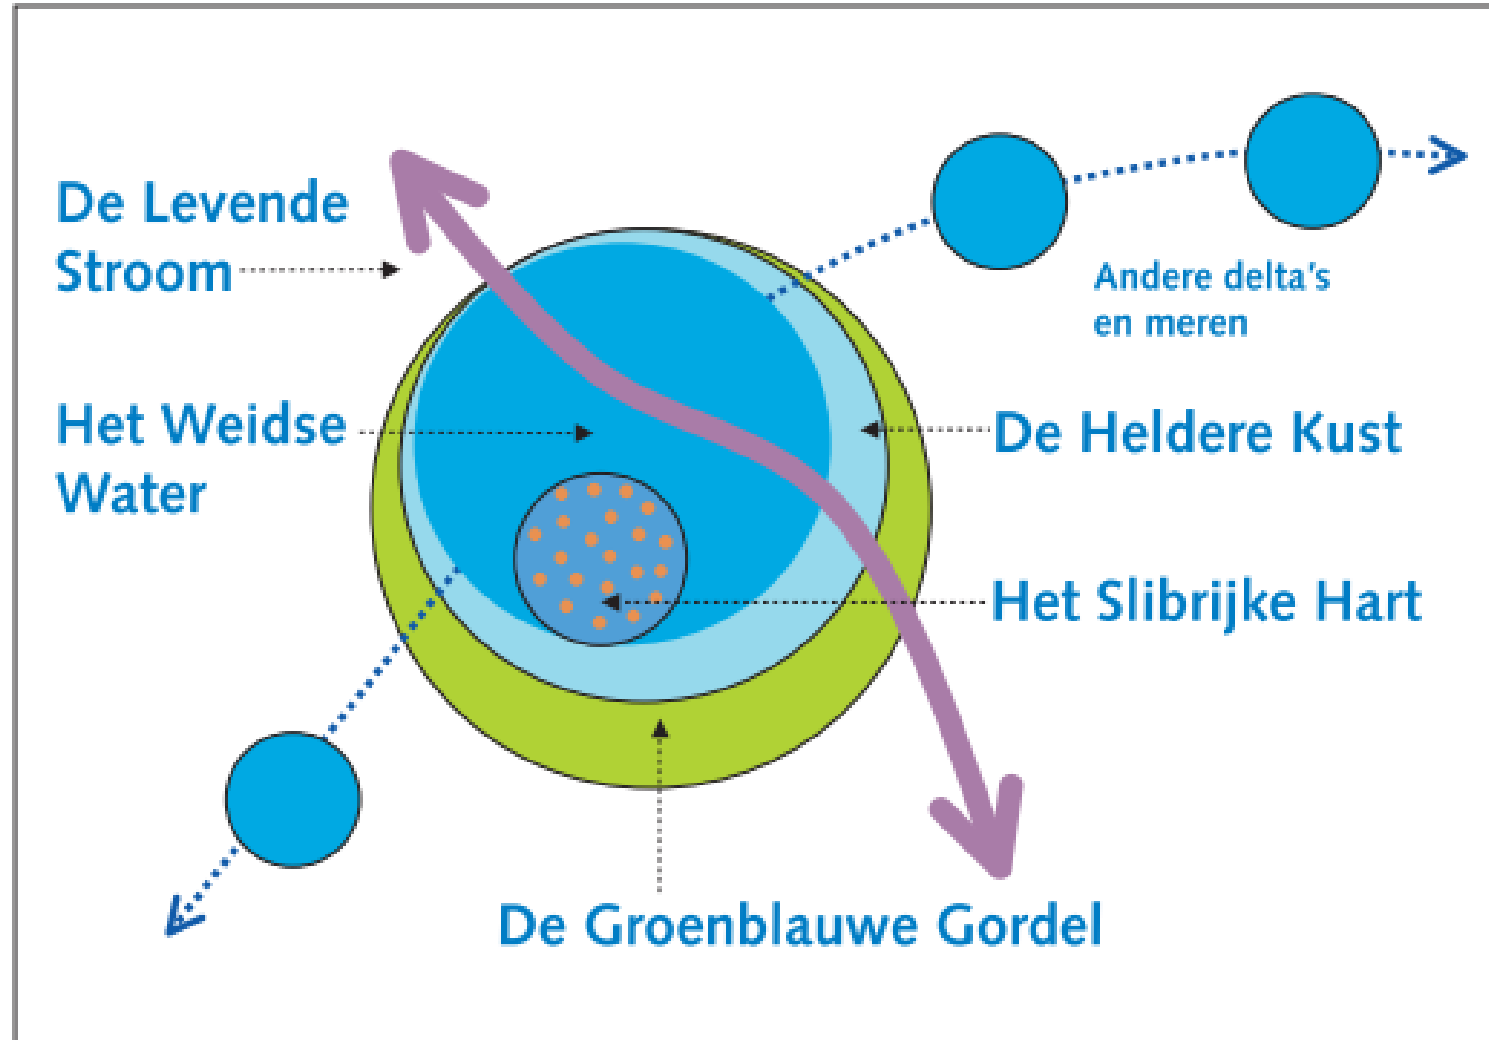 De Levende
Stroom
Andere delta's
en meren
Het Weidse
Water
De Heldere Kust
Het Slibrijke Hart
De Groenblauwe Gordel